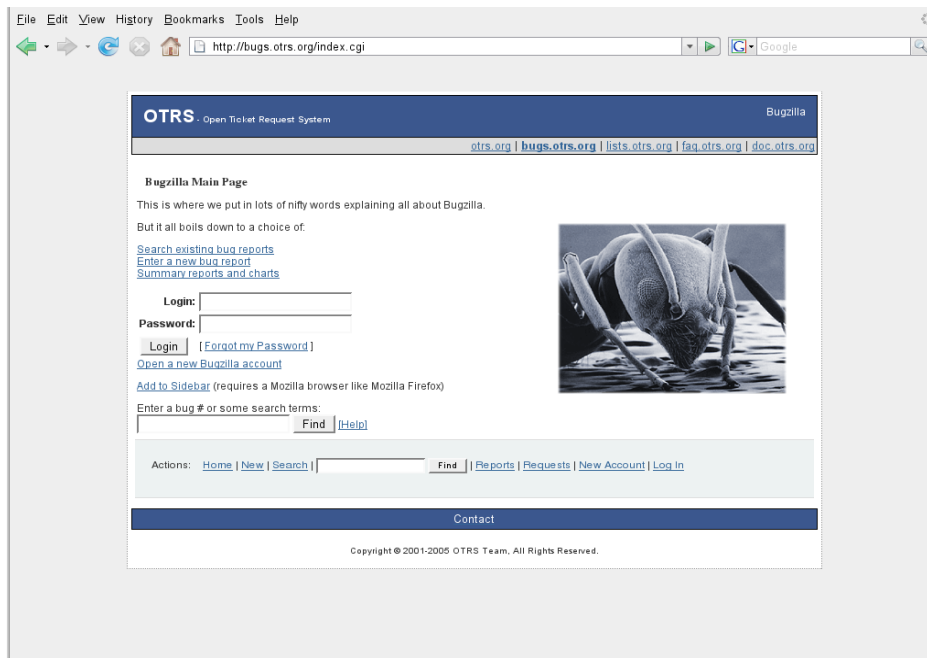 File Edit View History Bookmarks Tools Help
http://bugs.otrs.org/index.cgi
G Google
OTRS - Open Ticket Request System
Bugzilla
otrs.org | bugs.otrs.org | lists.otrs.org | faq.otrs.org | doc.otrs.org
Bugzilla Main Page
This is where we put in lots of nifty words explaining all about Bugzilla.
But it all boils down to a choice of:
Search existing bug reports
Enter a new bug report
Summary reports and charts
Login:
Password:
Login [ Forgot my Password ]
Open a new Bugzilla account
Add to Sidebar (requires a Mozilla browser like Mozilla Firefox)
Enter a bug # or some search terms:
Find [Help]
Actions: Home | New | Search | Find | Reports | Requests | New Account | Log In
Contact
Copyright © 2001-2005 OTRS Team, All Rights Reserved.